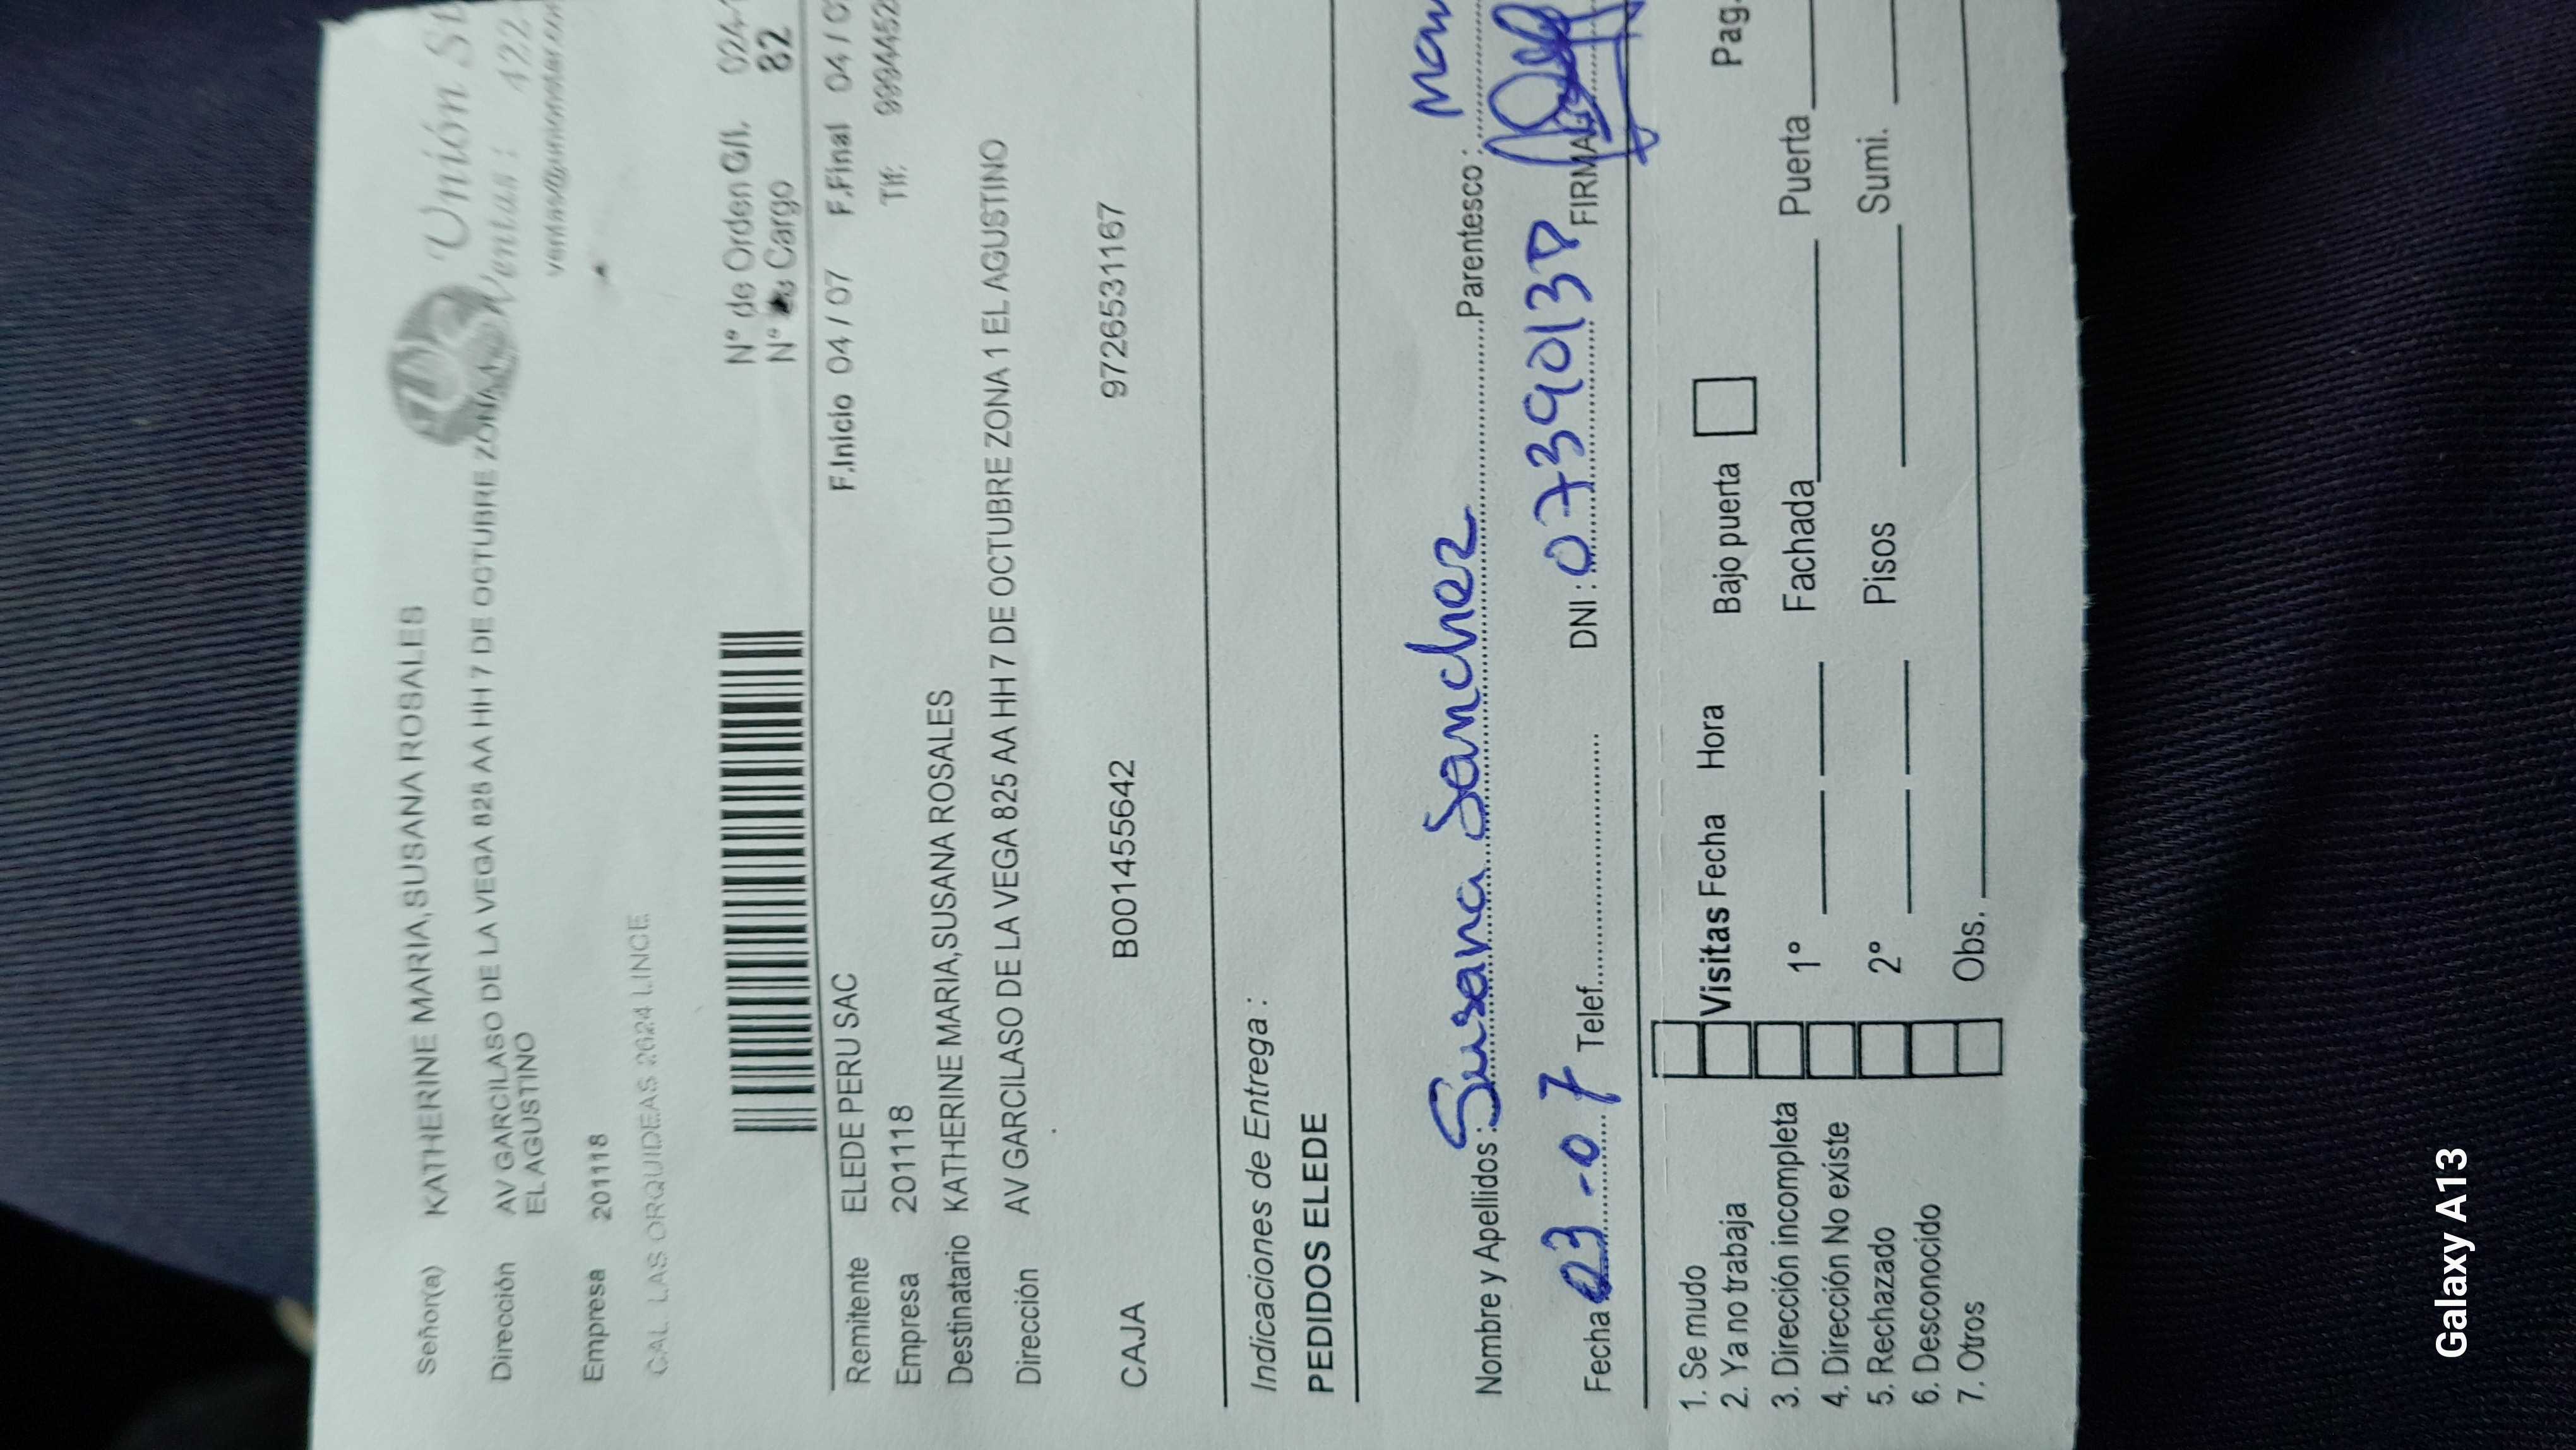 Señor(a) KATHERINE MARIA,SUSANA ROSALES
Unión
Dirección AV GARCILASO DE LA VEGA 825 AA HH 7 DE OCTUBRE ZONA 1
EL AGUSTINO
Ventas: 422
Empresa 201118
CAL. LAS ORQUIDEAS 2624 LINCE
N° de Orden G/I. 024-
N° de Cargo 82
F.Inicio 04 / 07 F.Final 04 / 0
Remitente ELEDE PERU SAC
Empresa 201118 Tlf: 9994452
Destinatario KATHERINE MARIA,SUSANA ROSALES
Dirección AV GARCILASO DE LA VEGA 825 AA HH 7 DE OCTUBRE ZONA 1 EL AGUSTINO
CAJA B001455642 97265531167
Indicaciones de Entrega :
PEDIDOS ELEDE
Nombre y Apellidos : Susana Sanchez Parentesco :
Fecha 03 - 07 Telef. DNI : FIRMA
1. Se mudo
2. Ya no trabaja
3. Dirección incompleta
4. Dirección No existe
5. Rechazado
6. Desconocido
7. Otros
Visitas Fecha Hora Bajo puerta Pag.
1° Fachada Puerta
2° Pisos Sumi.
Obs.
Galaxy A13